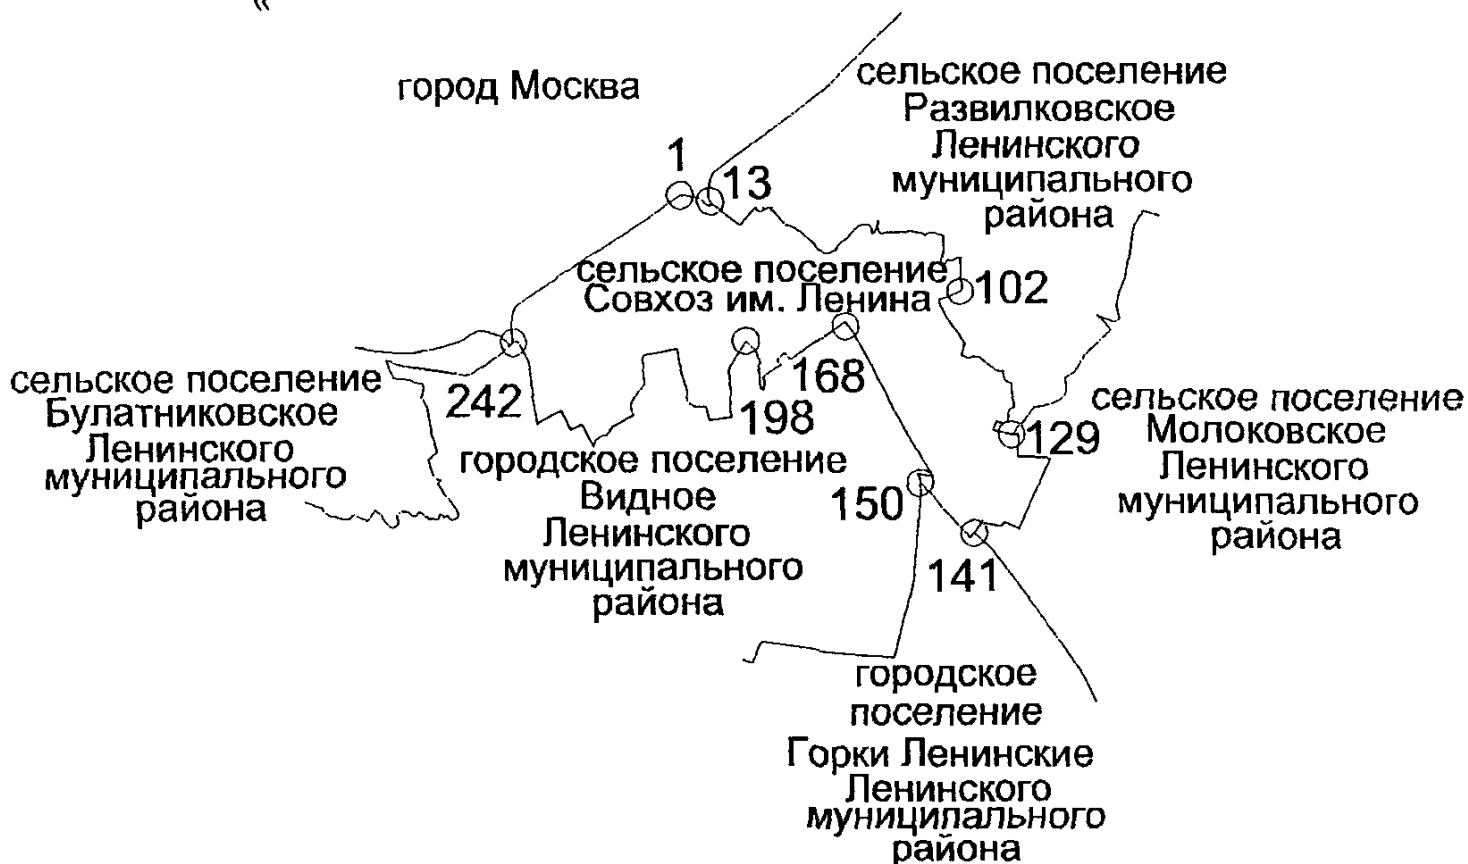 «
город Москва
сельское поселение
Развилковское
Ленинского
муниципального
района
1
13
сельское поселение
Совхоз им. Ленина
102
242
198
168
129
сельское поселение
Булатниковское
Ленинского
муниципального
района
сельское поселение
Молоковское
Ленинского
муниципального
района
городское поселение
Видное
Ленинского
муниципального
района
150
141
городское
поселение
Горки Ленинские
Ленинского
муниципального
района